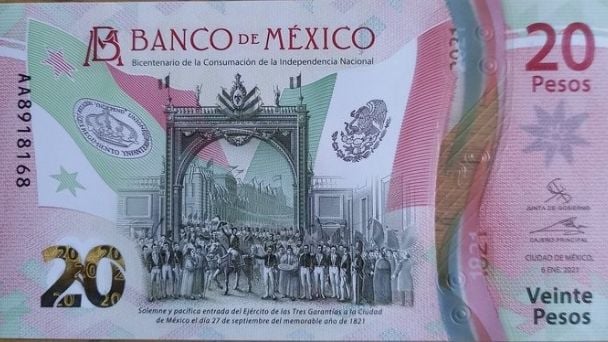 BANCO DE MÉXICO
Bicentenario de la Consumación de la Independencia Nacional
20
Pesos
AA8918168
1821
20
JUNTA DE GOBIERNO
CAJERO PRINCIPAL
CIUDAD DE MÉXICO
6 ENE. 2021
Veinte
Pesos
Solemne y pacífica entrada del Ejército de las Tres Garantías a la Ciudad
de México el día 27 de septiembre del memorable año de 1821